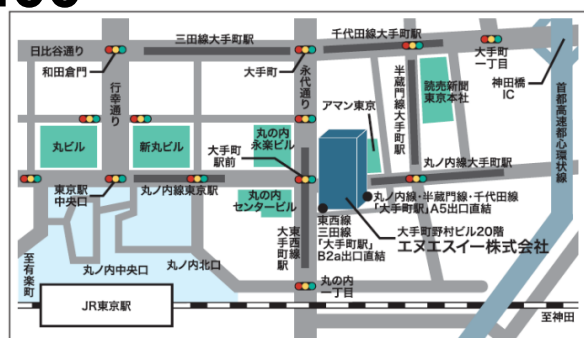 三田線大手町駅
千代田線大手町駅
日比谷通り
和田倉門
大手町
大手町
一丁目
神田橋
IC
行幸通り
永代通り
半蔵門線大手町駅
読売新聞
東京本社
首都高速都心環状線
アマン東京
丸ビル
新丸ビル
丸の内
永楽ビル
大手町
駅前
丸ノ内線大手町駅
東京駅
中央口
丸ノ内線東京駅
丸の内
センタービル
丸ノ内線・半蔵門線・千代田線
「大手町駅」A5出口直結
東西線
三田線
「大手町駅」
B2a出口直結
東西線
大手町駅
大手町野村ビル20階
エヌエスイー株式会社
至有楽町
丸ノ内中央口
丸ノ内北口
丸の内
一丁目
JR東京駅
至神田